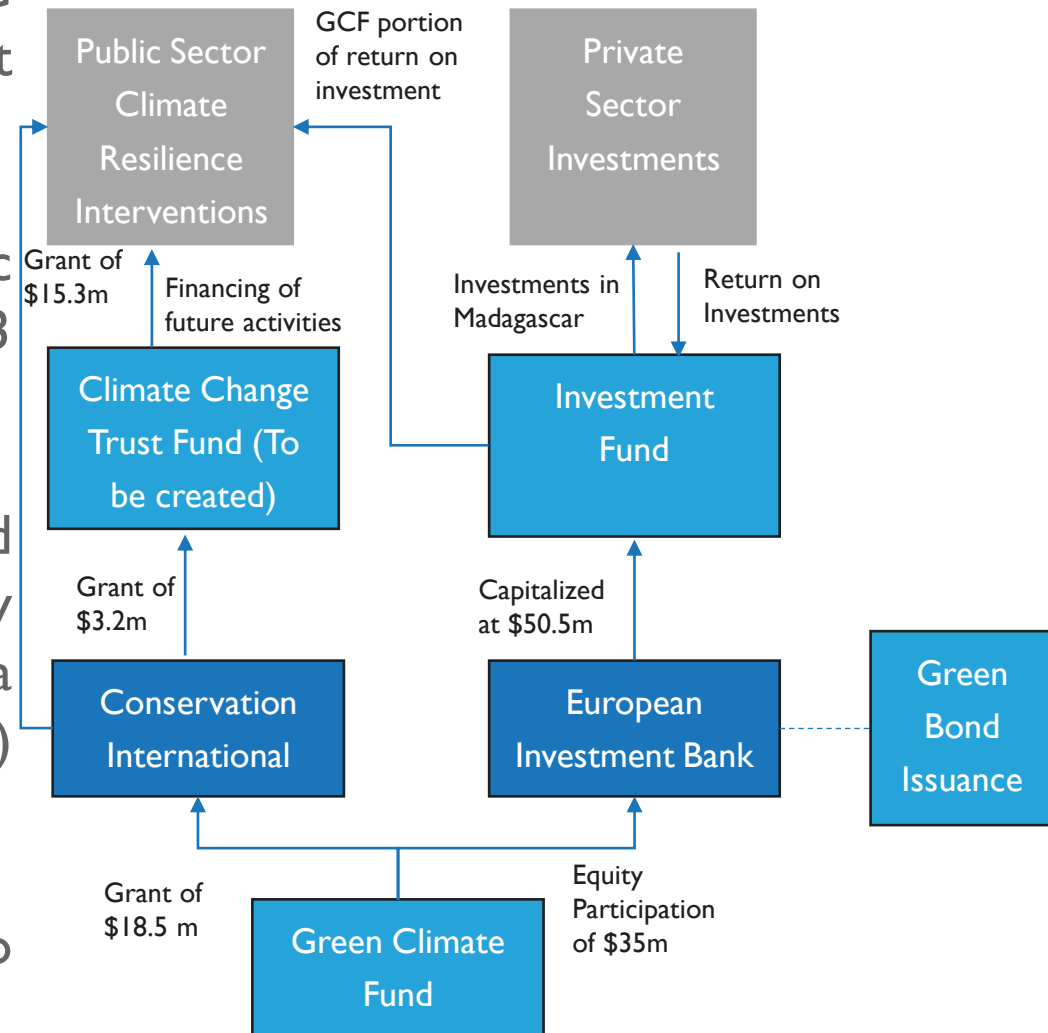 Public Sector
Climate
Resilience
Interventions
GCF portion
of return on
investment
Private
Sector
Investments
Grant of
$15.3m
Financing of
future activities
Investments in
Madagascar
Return on
Investments
Climate Change
Trust Fund (To
be created)
Investment
Fund
Grant of
$3.2m
Capitalized
at $50.5m
Conservation
International
European
Investment Bank
Green
Bond
Issuance
Grant of
$18.5 m
Equity
Participation
of $35m
Green Climate
Fund